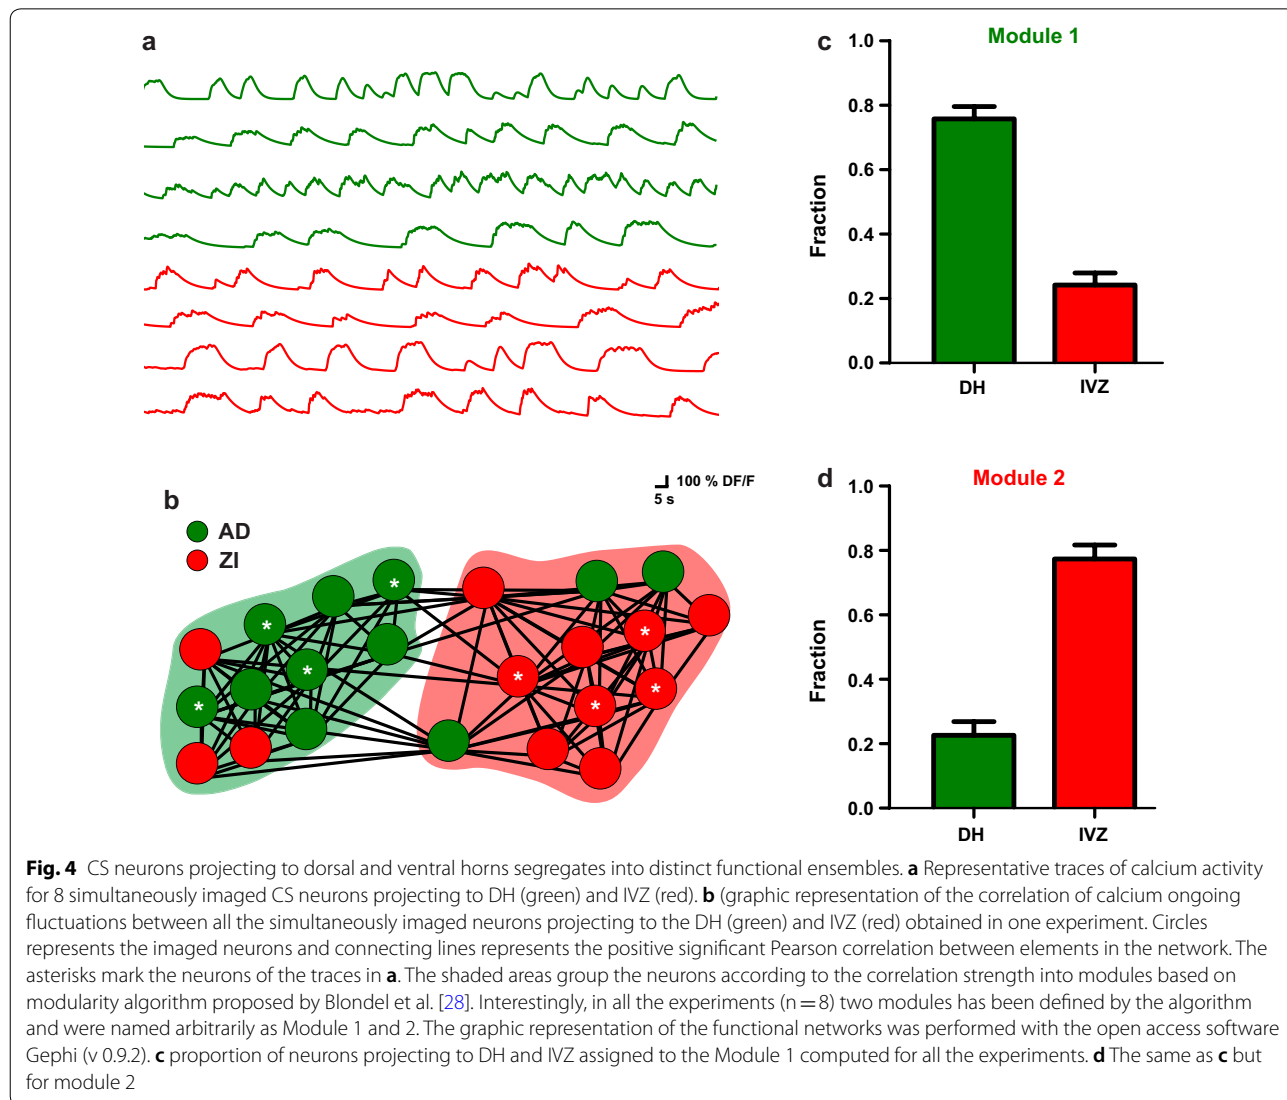 a
100 % DF/F
5 s
b
AD
ZI
* * * * * * * *
c
Module 1
Fraction
1.0
0.8
0.6
0.4
0.2
0.0
DH IVZ
d
Module 2
Fraction
1.0
0.8
0.6
0.4
0.2
0.0
DH IVZ
Fig. 4 CS neurons projecting to dorsal and ventral horns segregates into distinct functional ensembles. a Representative traces of calcium activity
for 8 simultaneously imaged CS neurons projecting to DH (green) and IVZ (red). b (graphic representation of the correlation of calcium ongoing
fluctuations between all the simultaneously imaged neurons projecting to the DH (green) and IVZ (red) obtained in one experiment. Circles
represents the imaged neurons and connecting lines represents the positive significant Pearson correlation between elements in the network. The
asterisks mark the neurons of the traces in a. The shaded areas group the neurons according to the correlation strength into modules based on
modularity algorithm proposed by Blondel et al. [28]. Interestingly, in all the experiments (n = 8) two modules has been defined by the algorithm
and were named arbitrarily as Module 1 and 2. The graphic representation of the functional networks was performed with the open access software
Gephi (v 0.9.2). c proportion of neurons projecting to DH and IVZ assigned to the Module 1 computed for all the experiments. d The same as c but
for module 2